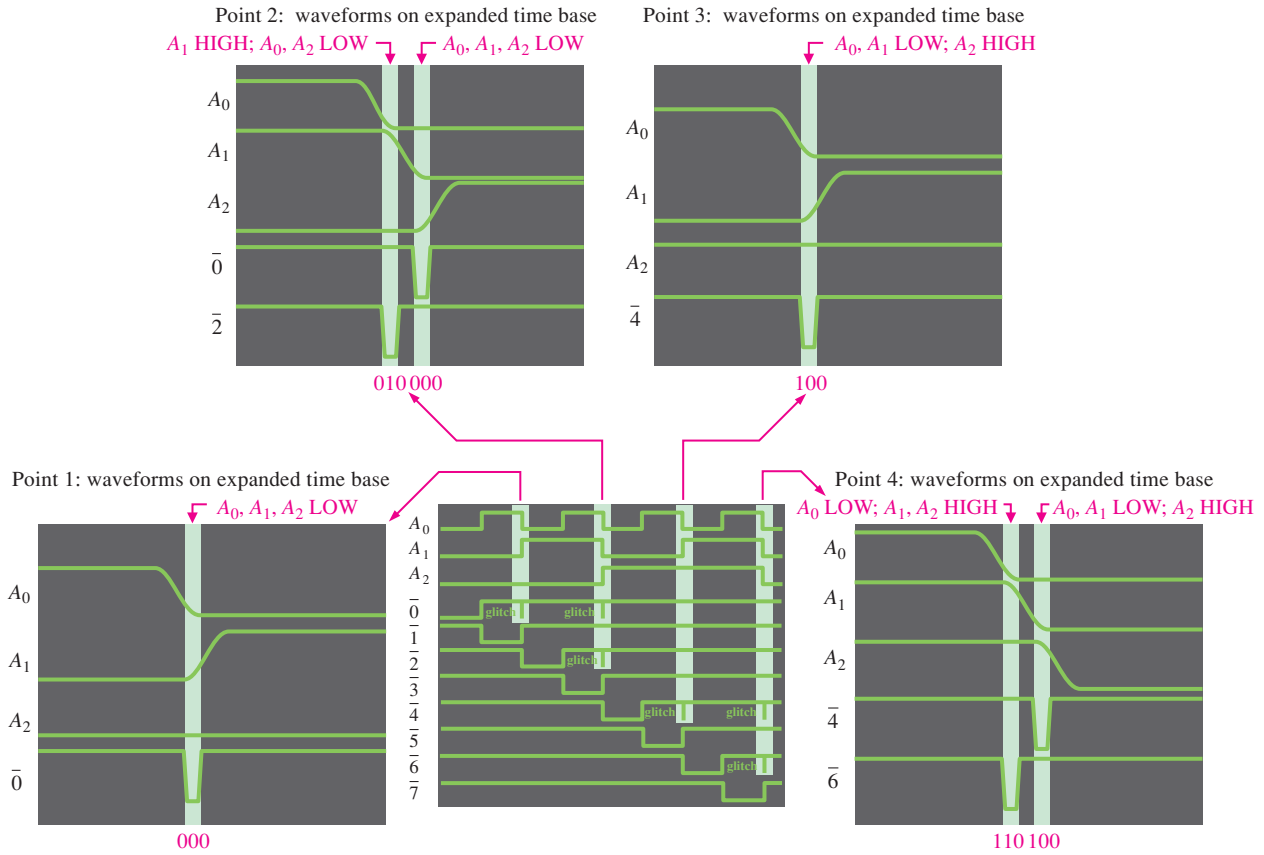 Point 2: waveforms on expanded time base
A₁ HIGH; A₀, A₂ LOW
A₀, A₁, A₂ LOW
A₀
A₁
A₂
0̅
2̅
010 000
Point 3: waveforms on expanded time base
A₀, A₁ LOW; A₂ HIGH
A₀
A₁
A₂
4̅
100
Point 1: waveforms on expanded time base
A₀, A₁, A₂ LOW
A₀
A₁
A₂
0̅
000
A₀
A₁
A₂
0̅ glitch glitch
1̅
2̅ glitch
3̅
4̅ glitch glitch
5̅
6̅ glitch
7̅
Point 4: waveforms on expanded time base
A₀ LOW; A₁, A₂ HIGH
A₀, A₁ LOW; A₂ HIGH
A₀
A₁
A₂
4̅
6̅
110 100